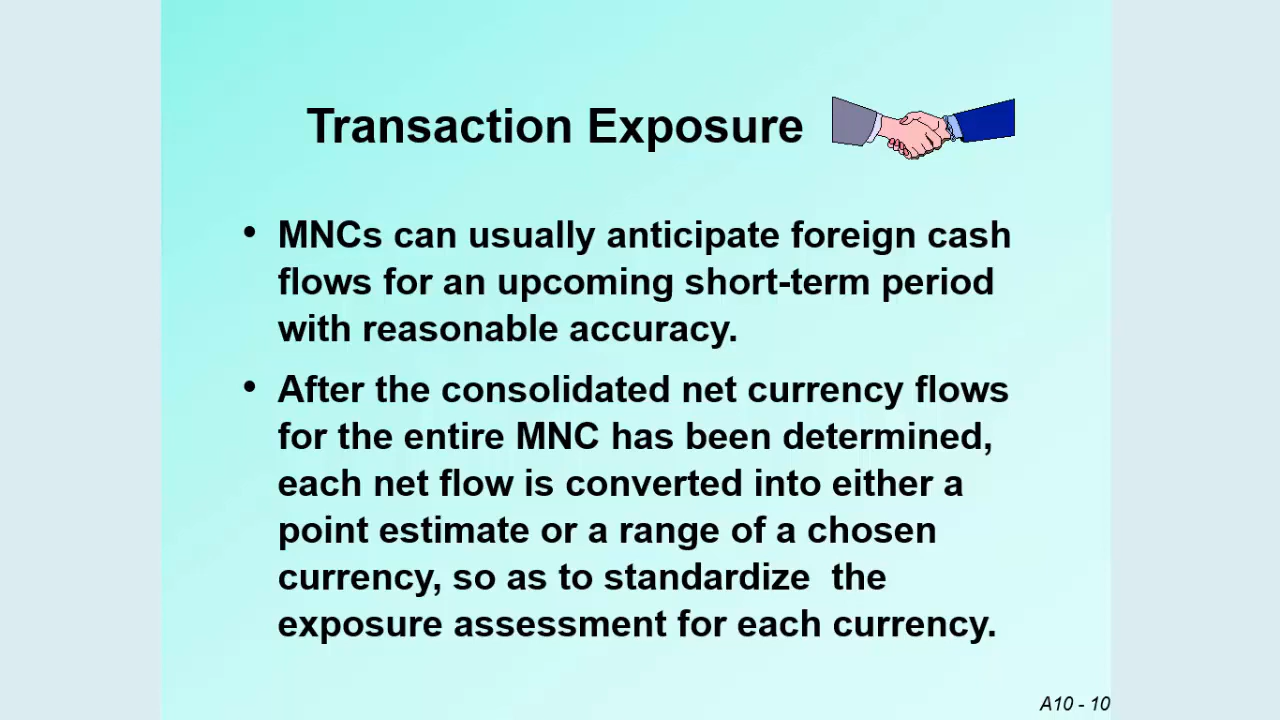 Transaction Exposure
• MNCs can usually anticipate foreign cash
flows for an upcoming short-term period
with reasonable accuracy.
• After the consolidated net currency flows
for the entire MNC has been determined,
each net flow is converted into either a
point estimate or a range of a chosen
currency, so as to standardize  the
exposure assessment for each currency.
A10 - 10